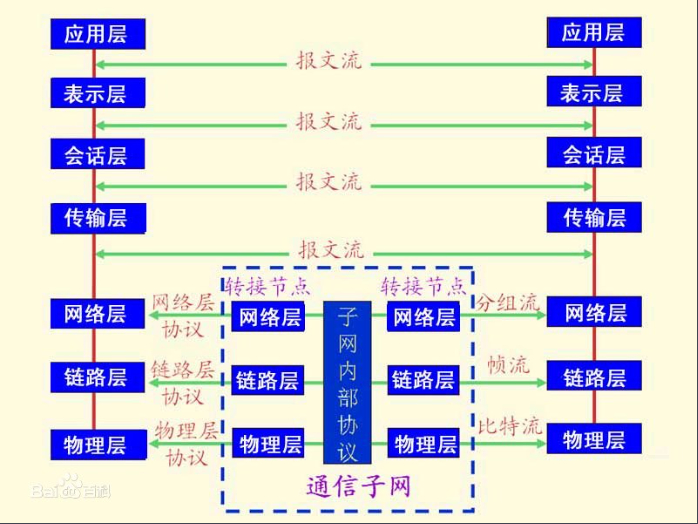 应用层
应用层
报文流
表示层
表示层
报文流
会话层
会话层
报文流
传输层
传输层
报文流
转接节点
转接节点
网络层
网络层
协议
网络层
子网内部协议
网络层
分组流
网络层
链路层
链路层
协议
链路层
链路层
帧流
链路层
物理层
物理层
协议
物理层
物理层
比特流
物理层
通信子网
Bai百科